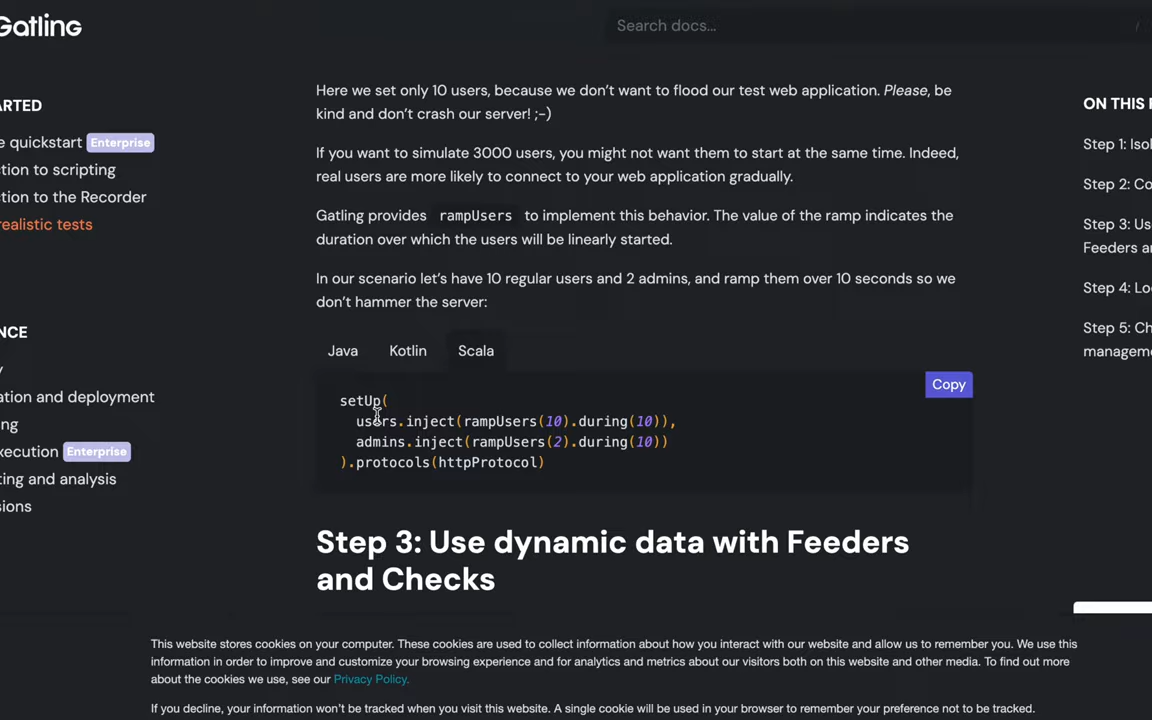 Gatling
Search docs... /
ARTED
e quickstart Enterprise
ction to scripting
ction to the Recorder
realistic tests
NCE
y
ation and deployment
ng
xecution Enterprise
ting and analysis
sions
Here we set only 10 users, because we don't want to flood our test web application. Please, be
kind and don't crash our server! ;-)
If you want to simulate 3000 users, you might not want them to start at the same time. Indeed,
real users are more likely to connect to your web application gradually.
Gatling provides rampUsers to implement this behavior. The value of the ramp indicates the
duration over which the users will be linearly started.
In our scenario let's have 10 regular users and 2 admins, and ramp them over 10 seconds so we
don't hammer the server:
Java Kotlin Scala
Copy
setUp(
users.inject(rampUsers(10).during(10)),
admins.inject(rampUsers(2).during(10))
).protocols(httpProtocol)
Step 3: Use dynamic data with Feeders
and Checks
ON THIS P
Step 1: Isol
Step 2: Co
Step 3: Us
Feeders an
Step 4: Lo
Step 5: Ch
manageme
This website stores cookies on your computer. These cookies are used to collect information about how you interact with our website and allow us to remember you. We use this
information in order to improve and customize your browsing experience and for analytics and metrics about our visitors both on this website and other media. To find out more
about the cookies we use, see our Privacy Policy.
If you decline, your information won't be tracked when you visit this website. A single cookie will be used in your browser to remember your preference not to be tracked.